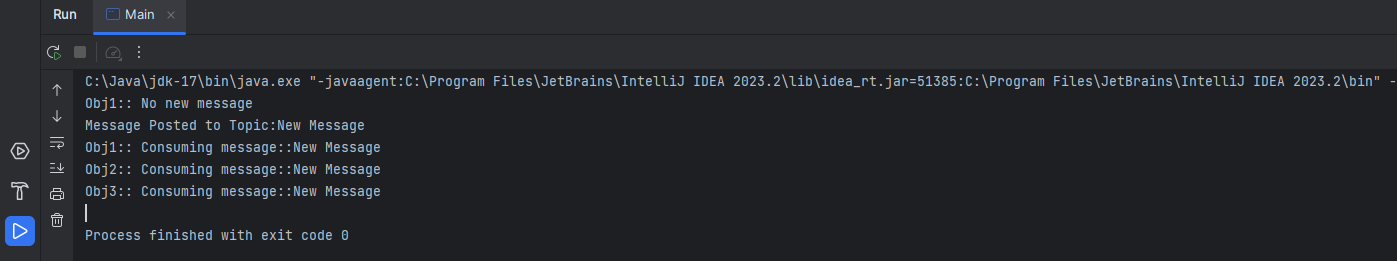 Run Main
C:\Java\jdk-17\bin\java.exe "-javaagent:C:\Program Files\JetBrains\IntelliJ IDEA 2023.2\lib\idea_rt.jar=51385:C:\Program Files\JetBrains\IntelliJ IDEA 2023.2\bin" -
Obj1:: No new message
Message Posted to Topic:New Message
Obj1:: Consuming message::New Message
Obj2:: Consuming message::New Message
Obj3:: Consuming message::New Message
Process finished with exit code 0